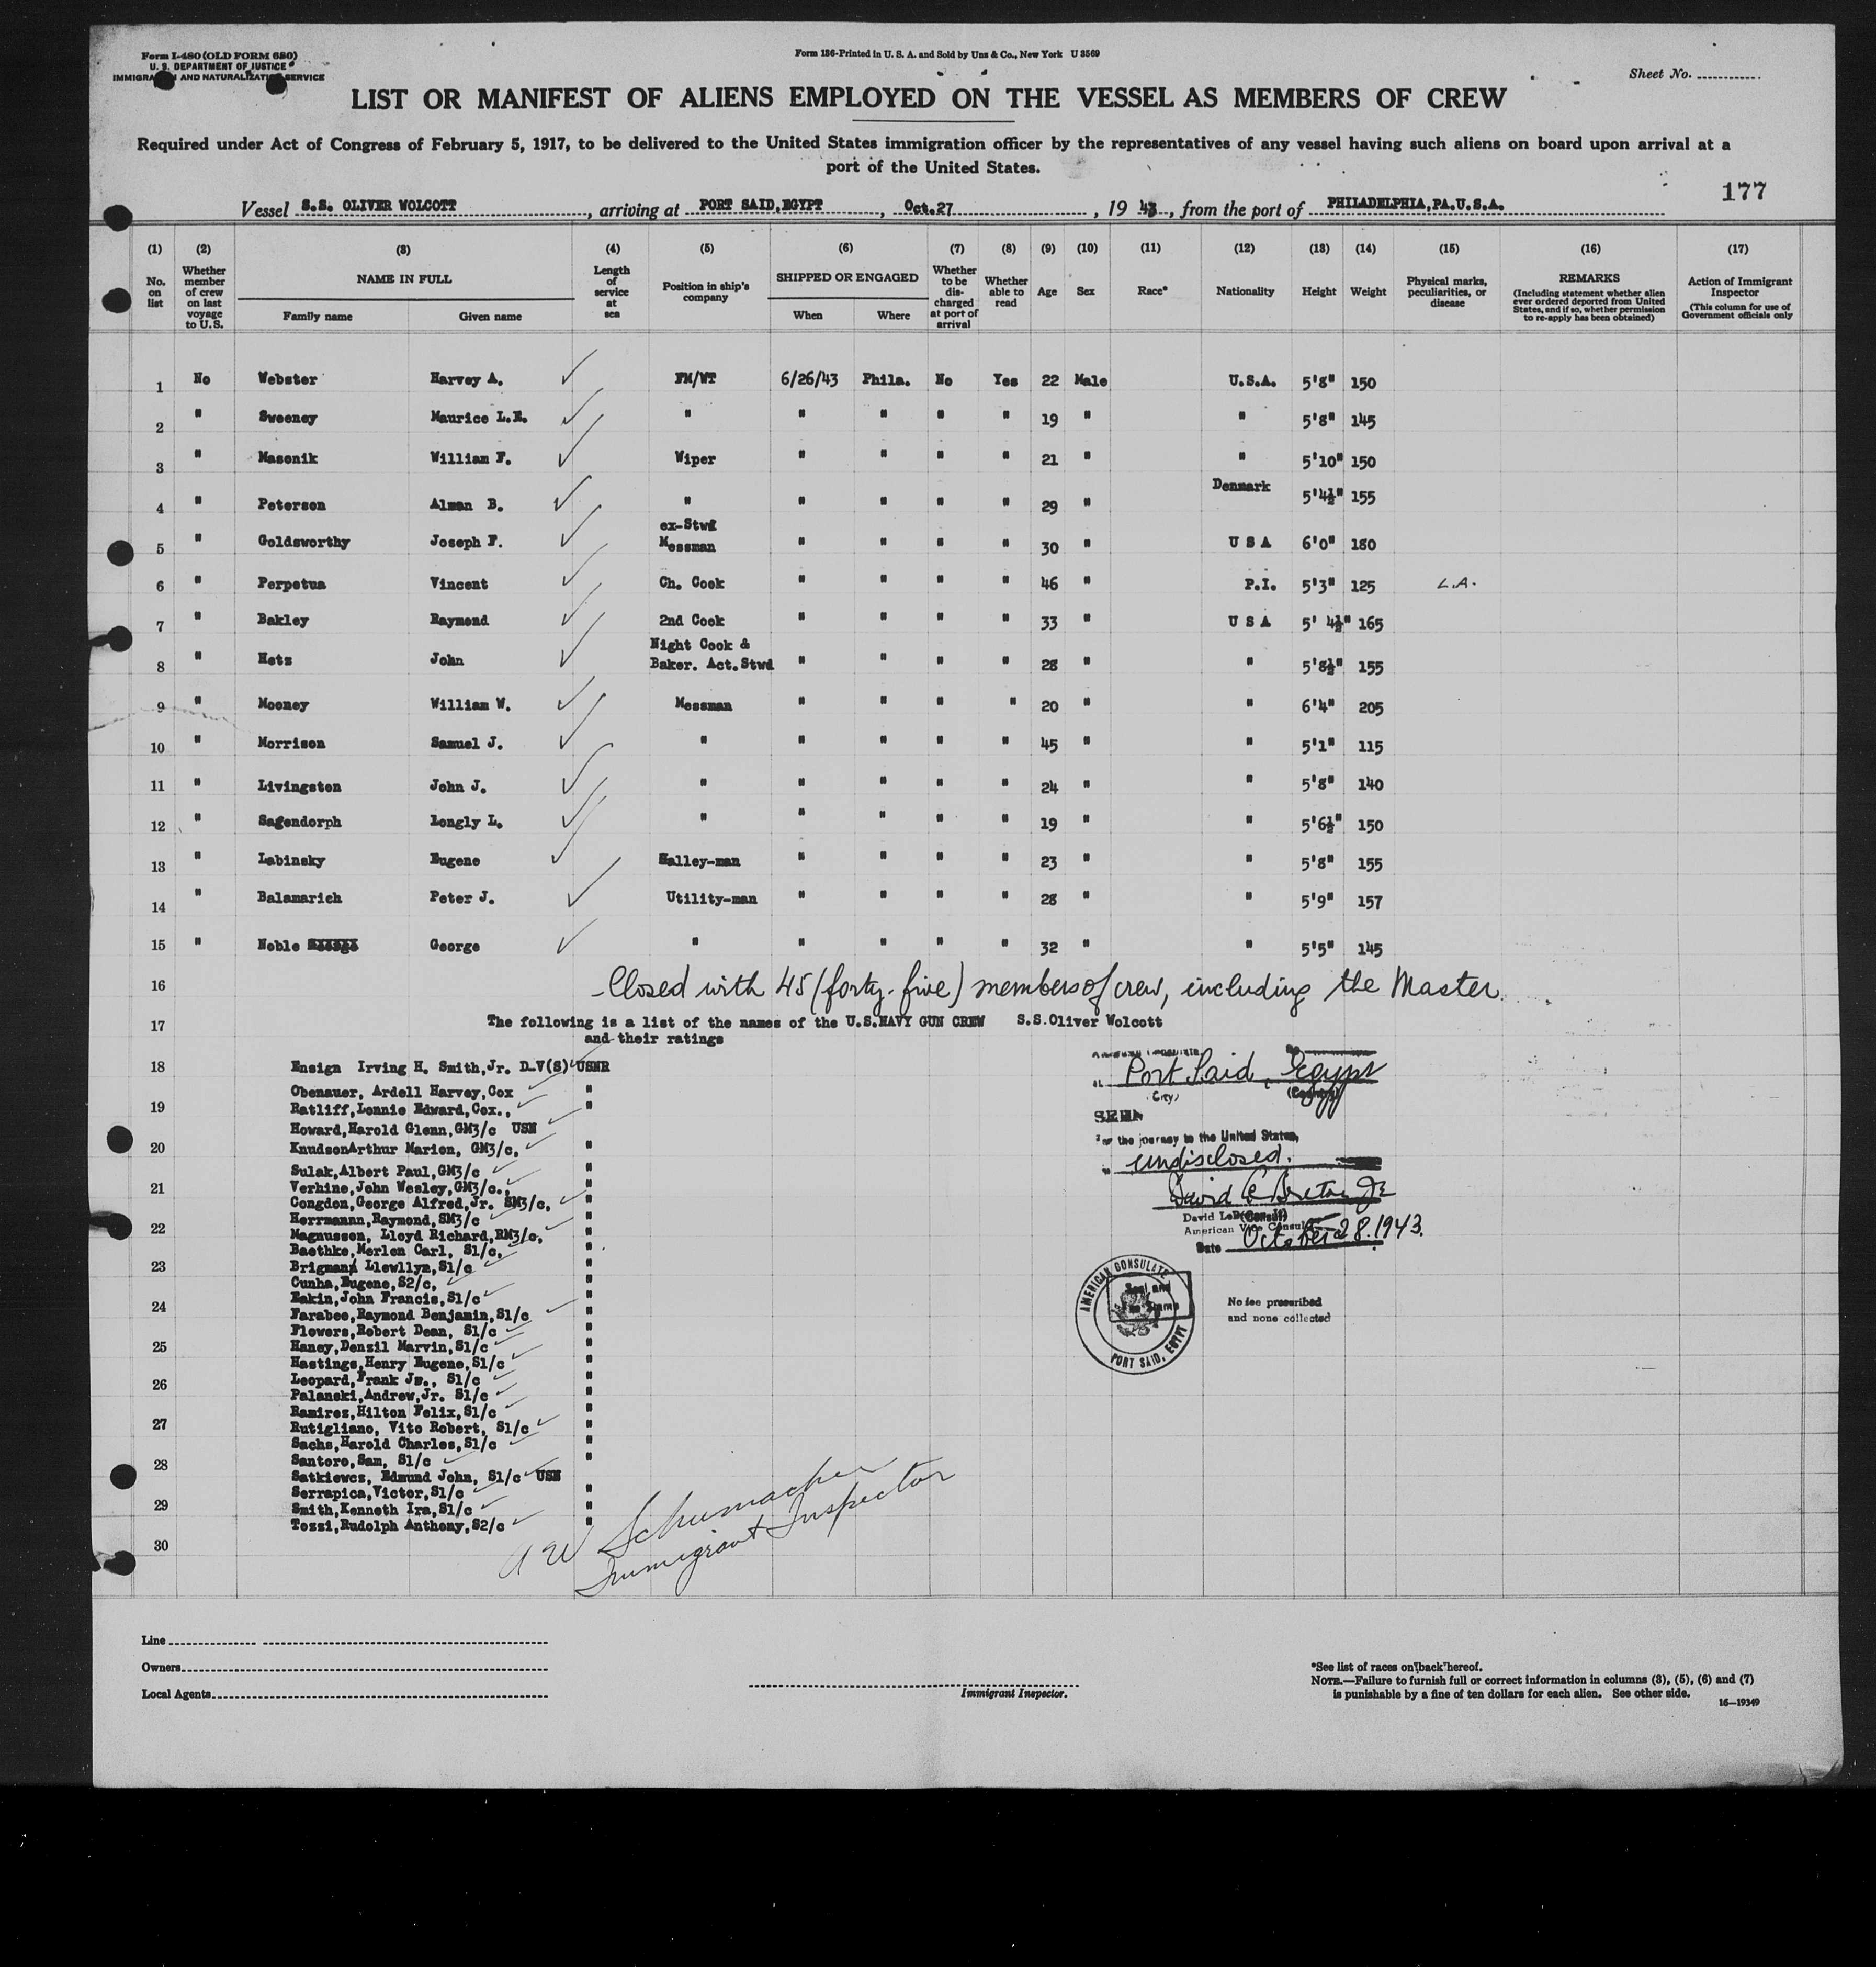 Form I-480 (OLD FORM 680)
U. S. DEPARTMENT OF JUSTICE
IMMIGRATION AND NATURALIZATION SERVICE
Form 136-Printed in U. S. A. and Sold by Unz & Co., New York U 3569
Sheet No.
LIST OR MANIFEST OF ALIENS EMPLOYED ON THE VESSEL AS MEMBERS OF CREW
Required under Act of Congress of February 5, 1917, to be delivered to the United States immigration officer by the representatives of any vessel having such aliens on board upon arrival at a
port of the United States.
177
Vessel S.S. OLIVER WOLCOTT, arriving at PORT SAID, EGYPT, Oct.27, 19 43, from the port of PHILADELPHIA, PA. U.S.A.
(1) (2) (3) (4) (5) (6) (7) (8) (9) (10) (11) (12) (13) (14) (15) (16) (17)
No. on list
Whether member of crew on last voyage to U.S.
NAME IN FULL
Family name Given name
Length of service at sea
Position in ship's company
SHIPPED OR ENGAGED
When Where
Whether to be discharged at port of arrival
Whether able to read
Age
Sex
Race*
Nationality
Height
Weight
Physical marks, peculiarities, or disease
REMARKS
(Including statement whether alien ever ordered deported from United States, and if so, whether permission to re-apply has been obtained)
Action of Immigrant Inspector
(This column for use of Government officials only
1 No Webster Harvey A. FM/WT 6/26/43 Phila. No Yes 22 Male U.S.A. 5'8" 150
2 " Sweeney Maurice L.E. " " " " " 19 " " 5'8" 145
3 " Masonik William F. Wiper " " " " 21 " " 5'10" 150
4 " Petersen Alman B. " " " " " 29 " Denmark 5'4½" 155
5 " Goldsworthy Joseph F. ex-Stwd Messman " " " " 30 " U S A 6'0" 180
6 " Perpetua Vincent Ch. Cook " " " " 46 " P.I. 5'3" 125 L.A.
7 " Bakley Raymond 2nd Cook " " " " 33 " U S A 5' 4½" 165
8 " Hetz John Night Cook & Baker. Act. Stwd " " " " 28 " " 5'8½" 155
9 " Mooney William W. Messman " " " " 20 " " 6'4" 205
10 " Morrison Samuel J. " " " " " 45 " " 5'1" 115
11 " Livingston John J. " " " " " 24 " " 5'8" 140
12 " Sagendorph Longly L. " " " " " 19 " " 5'6½" 150
13 " Labinsky Eugene Galley-man " " " " 23 " " 5'8" 155
14 " Balamarich Peter J. Utility-man " " " " 28 " " 5'9" 157
15 " Noble George " " " " " 32 " " 5'5" 145
16 Closed with 45 (forty-five) members of crew, including the Master.
17 The following is a list of the names of the U.S.NAVY GUN CREW S.S.Oliver Wolcott
and their ratings
18 Ensign Irving H. Smith,Jr. D-V(S) USNR
Obenauer, Ardell Harvey, Cox "
19 Ratliff,Lonnie Edward,Cox., "
Howard,Harold Glenn,GM3/c USN
20 KnudsonArthur Marion, GM3/c, "
Sulak,Albert Paul,GM3/c "
21 Verhine,John Wesley,GM3/c., "
Congdon,George Alfred,Jr. SM3/c, "
Herrmann,Raymond,SM3/c "
22 Magnussen, Lloyd Richard,RM3/c, "
Baethke,Merlen Carl, S1/c, "
23 Brigman, Llewllyn,S1/c "
Cunha,Eugene,S2/c, "
Eakin,John Francis,S1/c "
24 Farabee,Raymond Benjamin,S1/c "
Flowers,Robert Dean, S1/c "
25 Haney,Denzil Marvin,S1/c "
Hastings,Henry Eugene,S1/c "
26 Leopard,Frank Jr., S1/c "
Palanski,Andrew,Jr. S1/c "
Ramirez,Hilton Felix,S1/c "
27 Rutigliano, Vito Robert, S1/c "
Sachs,Harold Charles,S1/c "
28 Santoro,Sam, S1/c "
Satkiewcz, Edmund John, S1/c USN
Serrapica,Victor,S1/c "
29 Smith,Kenneth Ira,S1/c "
Tozzi,Rudolph Anthony,S2/c "
30
Port Said, Egypt
(City) (Country)
SEEN
For the journey to the United States,
undisclosed.
(Consul)
American Vice Consul
Date October 28. 1943.
AMERICAN CONSULATE
PORT SAID, EGYPT
Seal and
Fee Stamp
No fee prescribed
and none collected
A W Schumacher
Immigrant Inspector
Line
Owners
Local Agents
Immigrant Inspector.
*See list of races on back hereof.
NOTE.—Failure to furnish full or correct information in columns (3), (5), (6) and (7)
is punishable by a fine of ten dollars for each alien. See other side.
16—19349